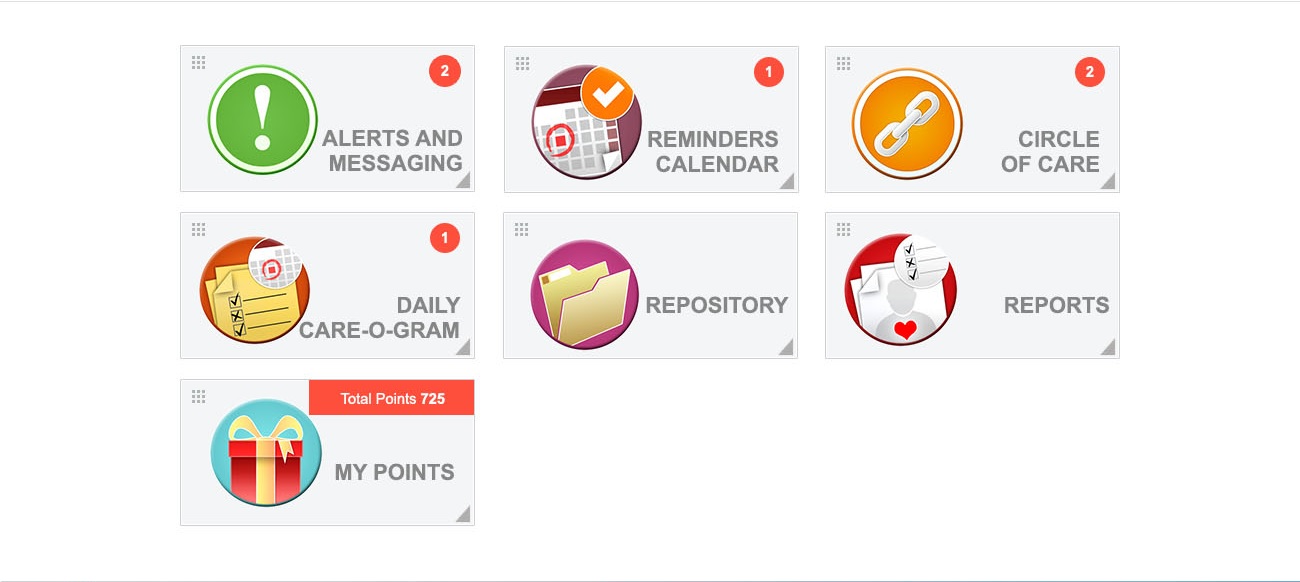 2
ALERTS AND
MESSAGING
1
REMINDERS
CALENDAR
2
CIRCLE
OF CARE
1
DAILY
CARE-O-GRAM
REPOSITORY
REPORTS
Total Points 725
MY POINTS